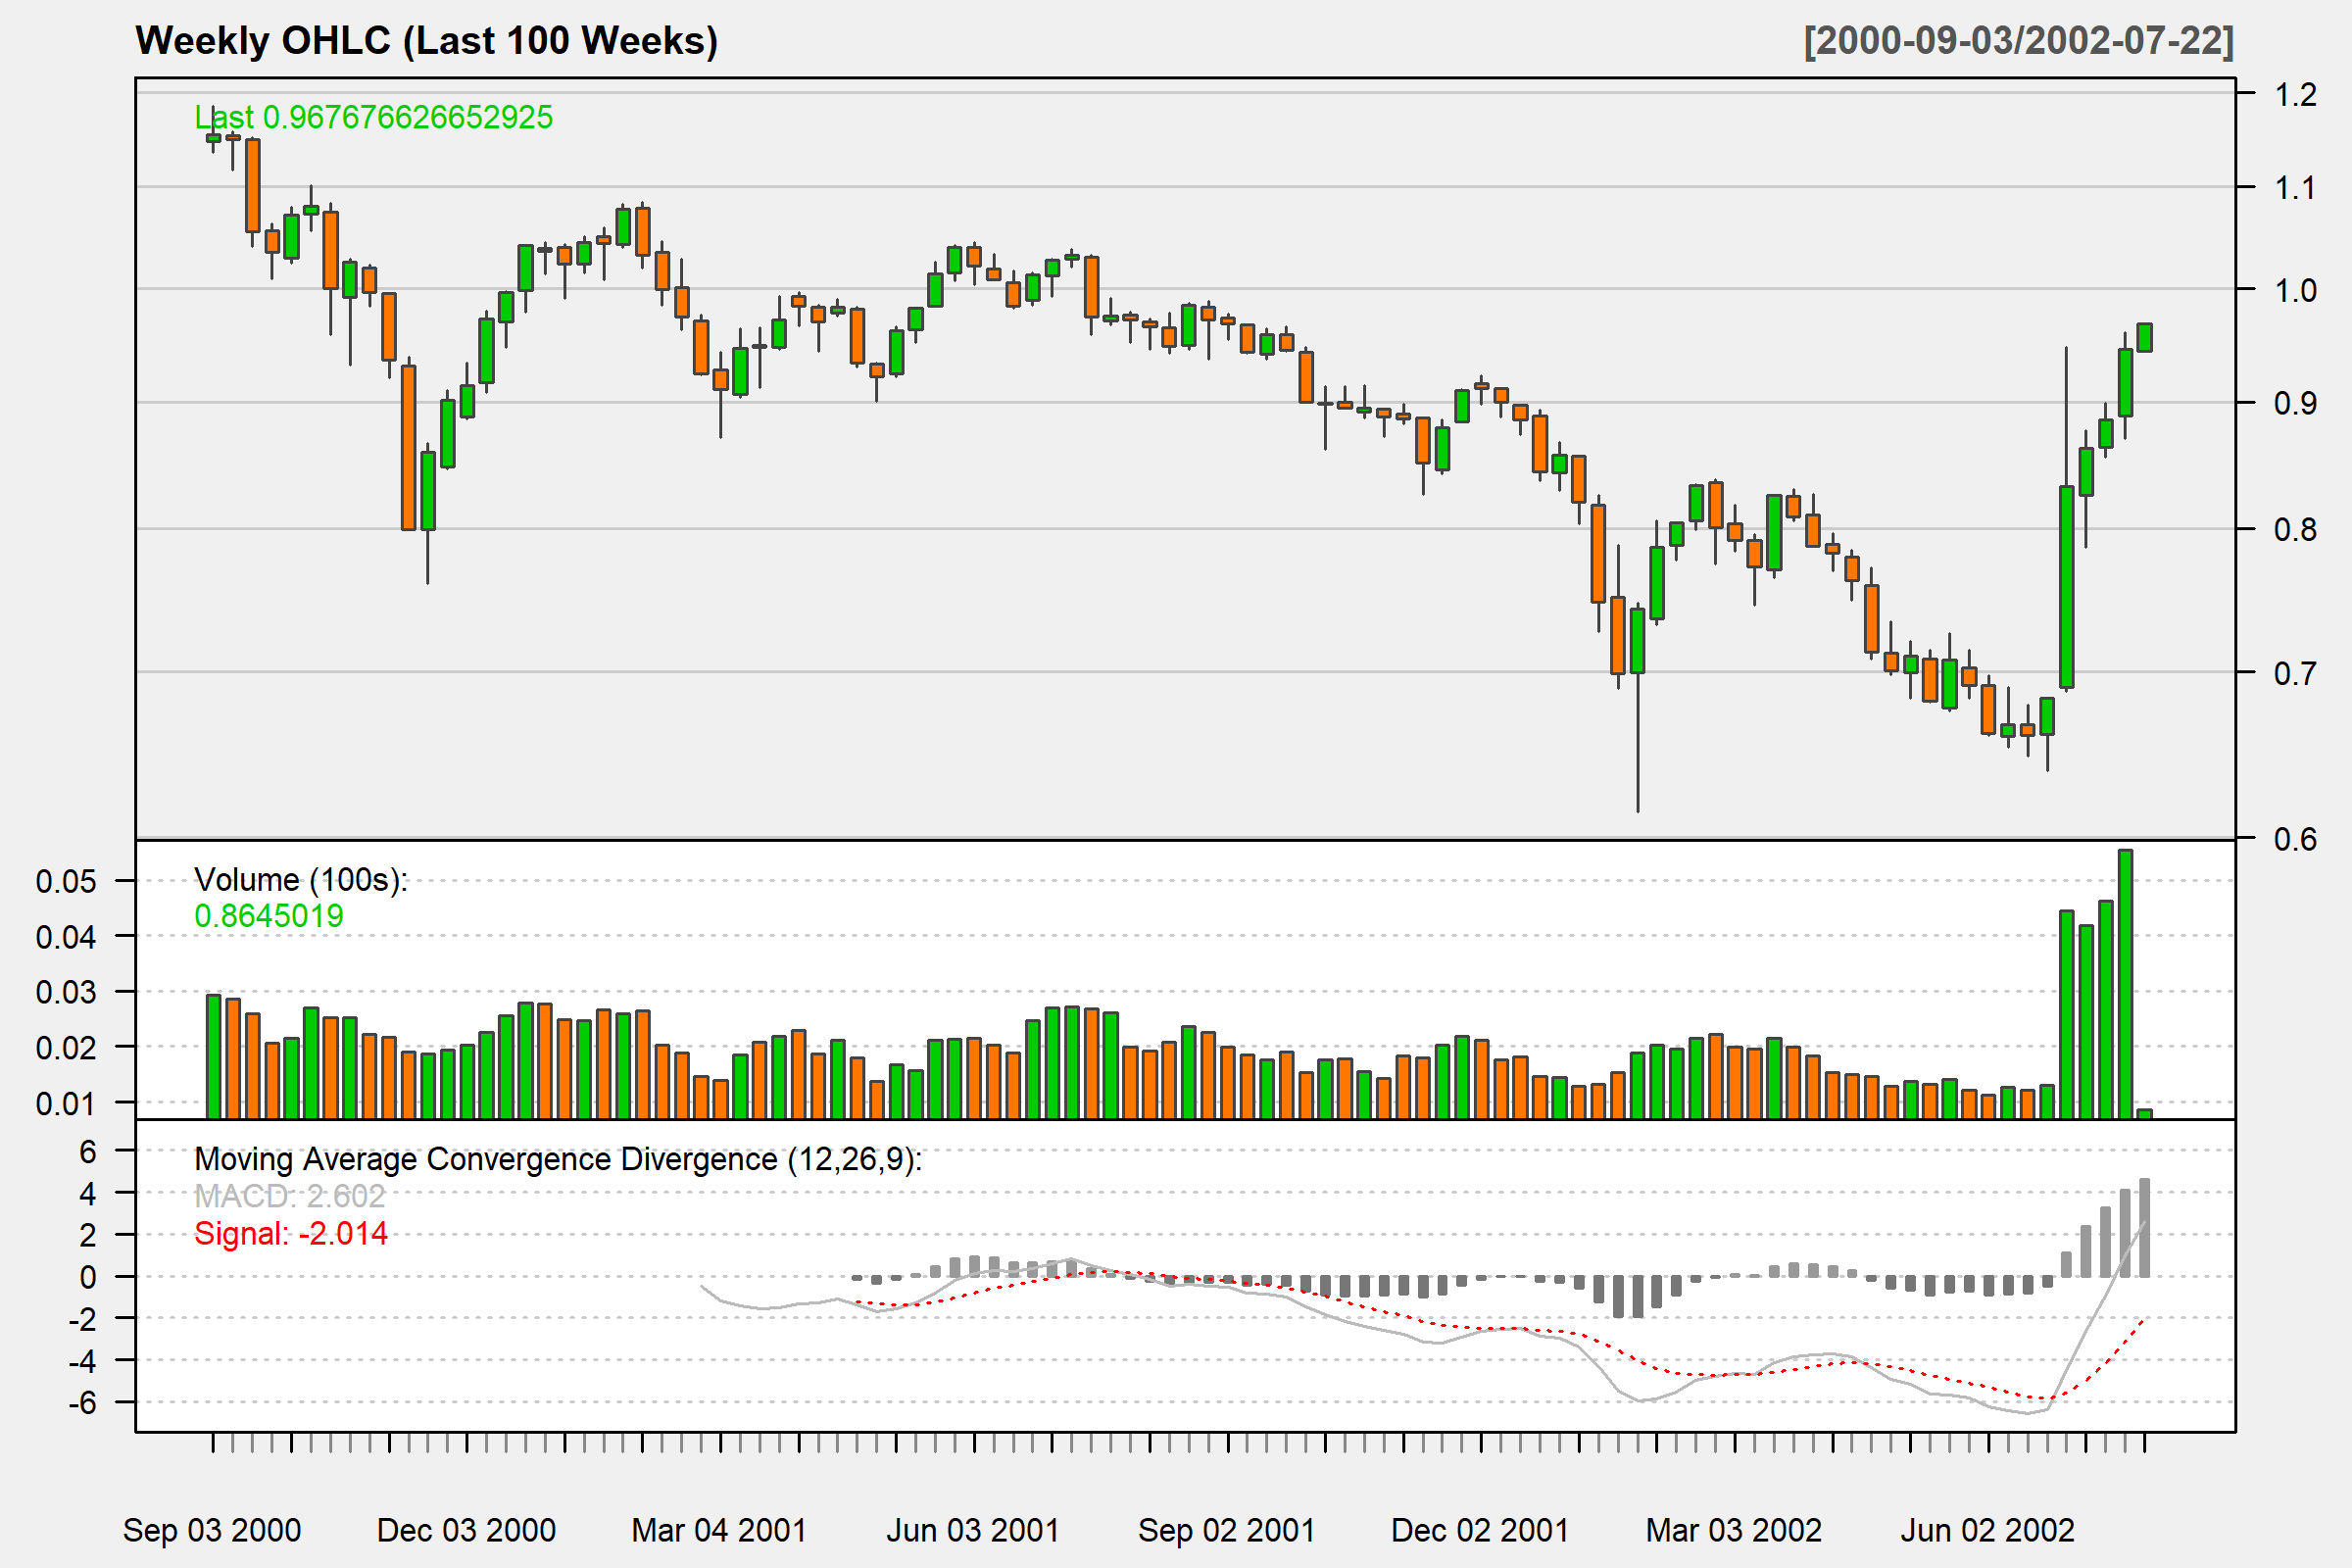 Weekly OHLC (Last 100 Weeks) [2000-09-03/2002-07-22]
Last 0.967676626652925
1.2
1.1
1.0
0.9
0.8
0.7
0.6
Volume (100s):
0.8645019
0.05
0.04
0.03
0.02
0.01
Moving Average Convergence Divergence (12,26,9):
MACD: 2.602
Signal: -2.014
6
4
2
0
-2
-4
-6
Sep 03 2000 Dec 03 2000 Mar 04 2001 Jun 03 2001 Sep 02 2001 Dec 02 2001 Mar 03 2002 Jun 02 2002